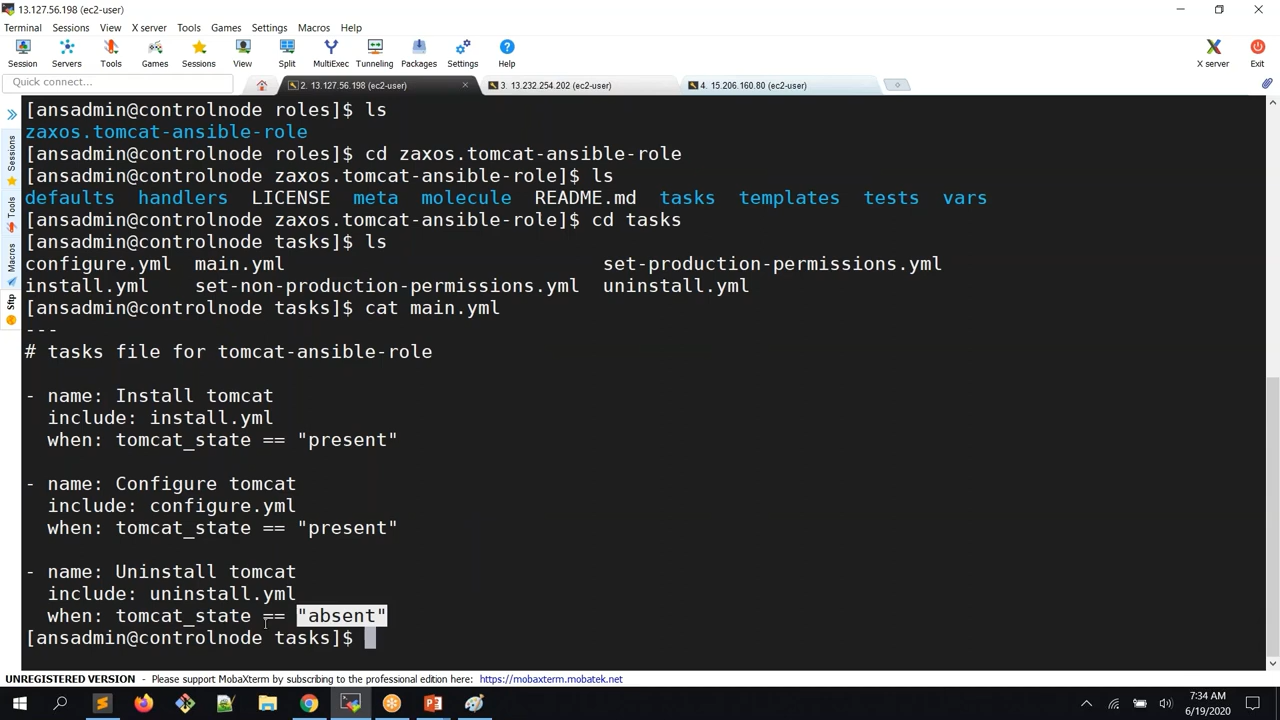 13.127.56.198 (ec2-user)
Terminal Sessions View X server Tools Games Settings Macros Help
Session Servers Tools Games Sessions View Split MultiExec Tunneling Packages Settings Help X server Exit
Quick connect...
2. 13.127.56.198 (ec2-user)
3. 13.232.254.202 (ec2-user)
4. 15.206.160.80 (ec2-user)
Sessions
Tools
Macros
Sftp
[ansadmin@controlnode roles]$ ls
zaxos.tomcat-ansible-role
[ansadmin@controlnode roles]$ cd zaxos.tomcat-ansible-role
[ansadmin@controlnode zaxos.tomcat-ansible-role]$ ls
defaults handlers LICENSE meta molecule README.md tasks templates tests vars
[ansadmin@controlnode zaxos.tomcat-ansible-role]$ cd tasks
[ansadmin@controlnode tasks]$ ls
configure.yml main.yml set-production-permissions.yml
install.yml set-non-production-permissions.yml uninstall.yml
[ansadmin@controlnode tasks]$ cat main.yml
---
# tasks file for tomcat-ansible-role
- name: Install tomcat
include: install.yml
when: tomcat_state == "present"
- name: Configure tomcat
include: configure.yml
when: tomcat_state == "present"
- name: Uninstall tomcat
include: uninstall.yml
when: tomcat_state == "absent"
[ansadmin@controlnode tasks]$
UNREGISTERED VERSION - Please support MobaXterm by subscribing to the professional edition here: https://mobaxterm.mobatek.net
7:34 AM
6/19/2020